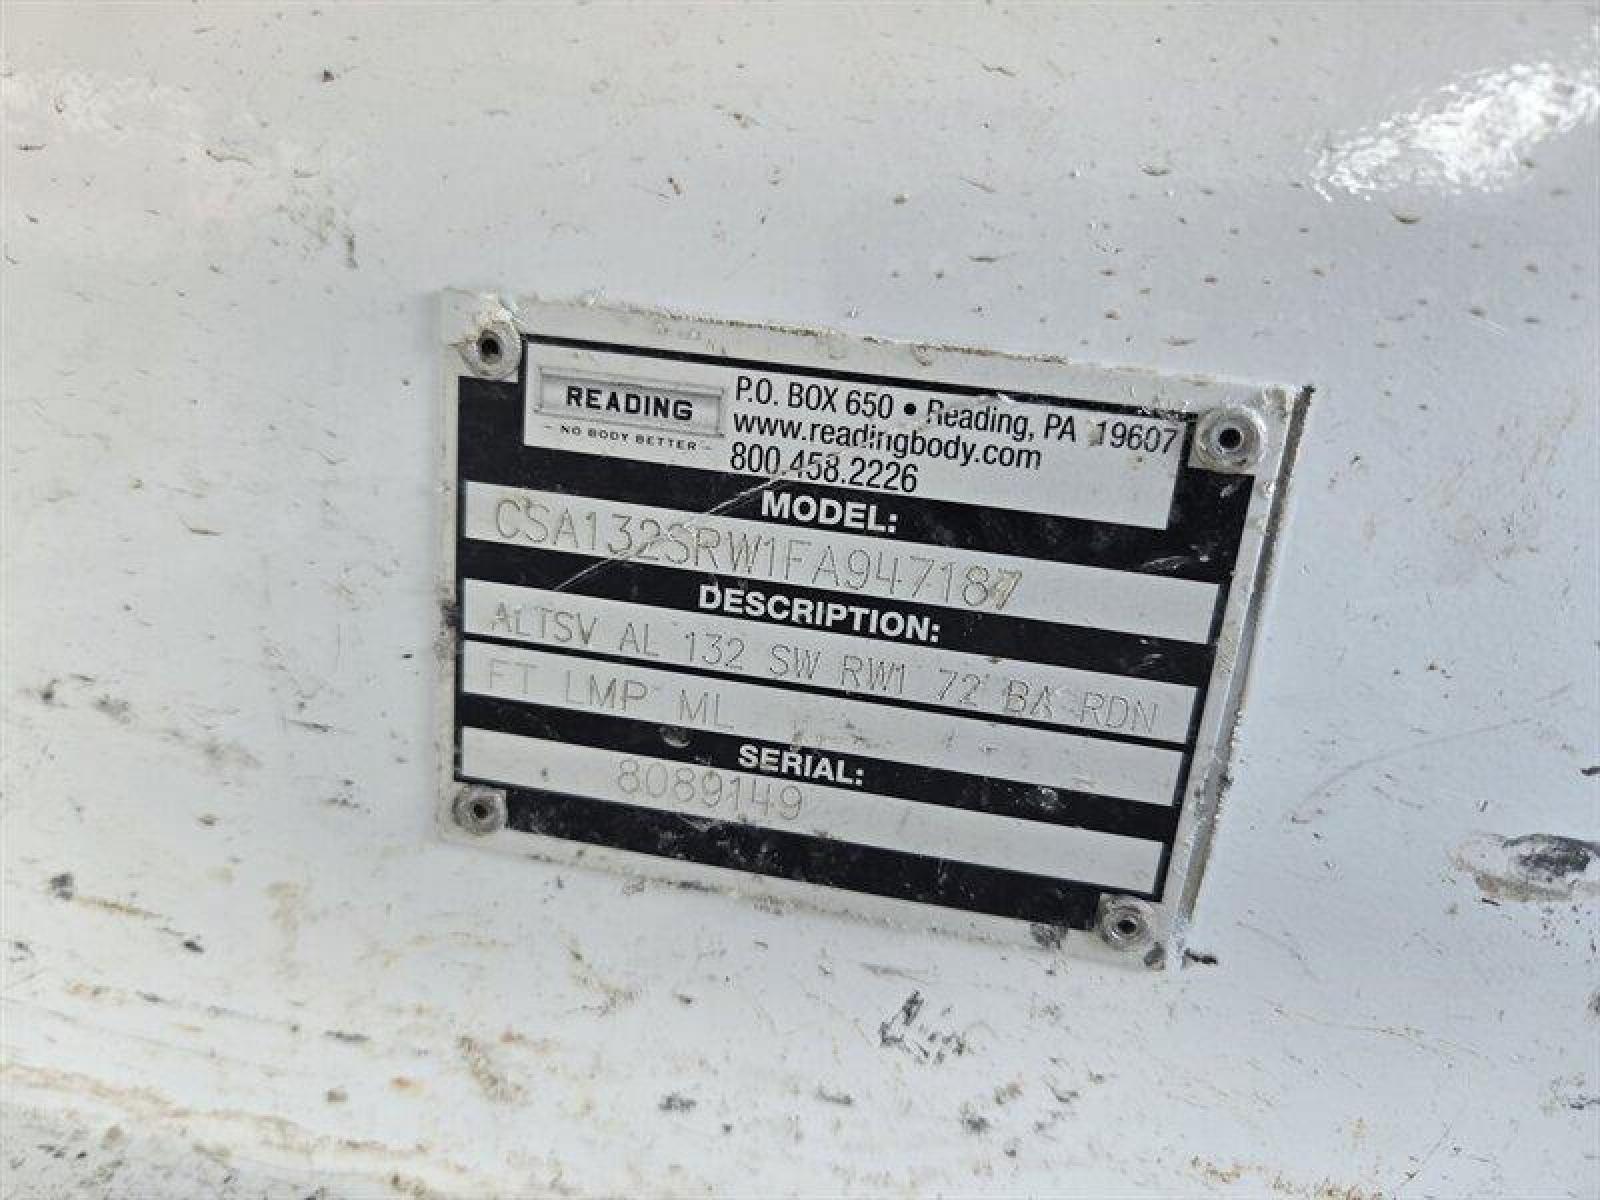 READING
- NO BODY BETTER -
P.O. BOX 650 • Reading, PA 19607
www.readingbody.com
800.458.2226
MODEL:
CSA132SRW1FA947187
DESCRIPTION:
ALTSV AL 132 SW RW1 72 BA RDN
FT LMP ML
SERIAL:
8089149